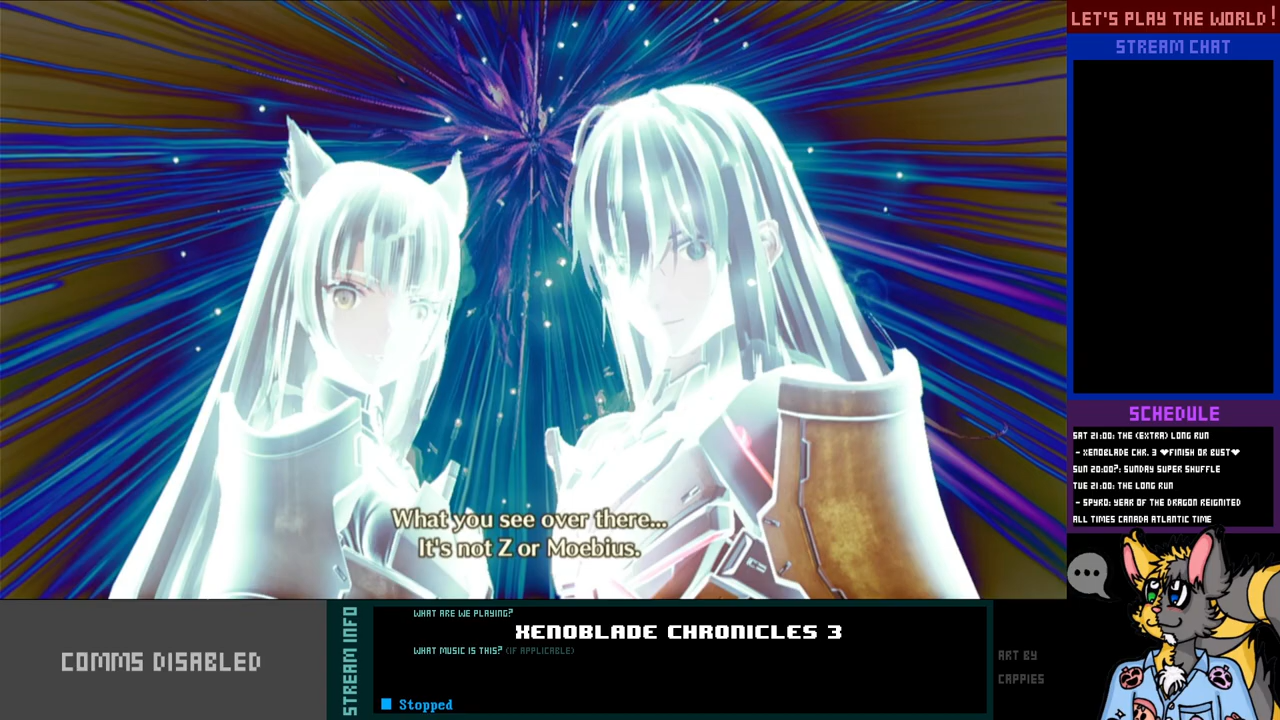 LET'S PLAY THE WORLD!
STREAM CHAT
What you see over there...
It's not Z or Moebius.
SCHEDULE
SAT 21:00: THE (EXTRA) LONG RUN
- XENOBLADE CHR. 3 ♥FINISH OR BUST♥
SUN 20:00?: SUNDAY SUPER SHUFFLE
TUE 21:00: THE LONG RUN
- SPYRO: YEAR OF THE DRAGON REIGNITED
ALL TIMES CANADA ATLANTIC TIME
...
COMMS DISABLED
STREAM INFO
WHAT ARE WE PLAYING?
XENOBLADE CHRONICLES 3
WHAT MUSIC IS THIS? (IF APPLICABLE)
Stopped
ART BY
CAPPIES